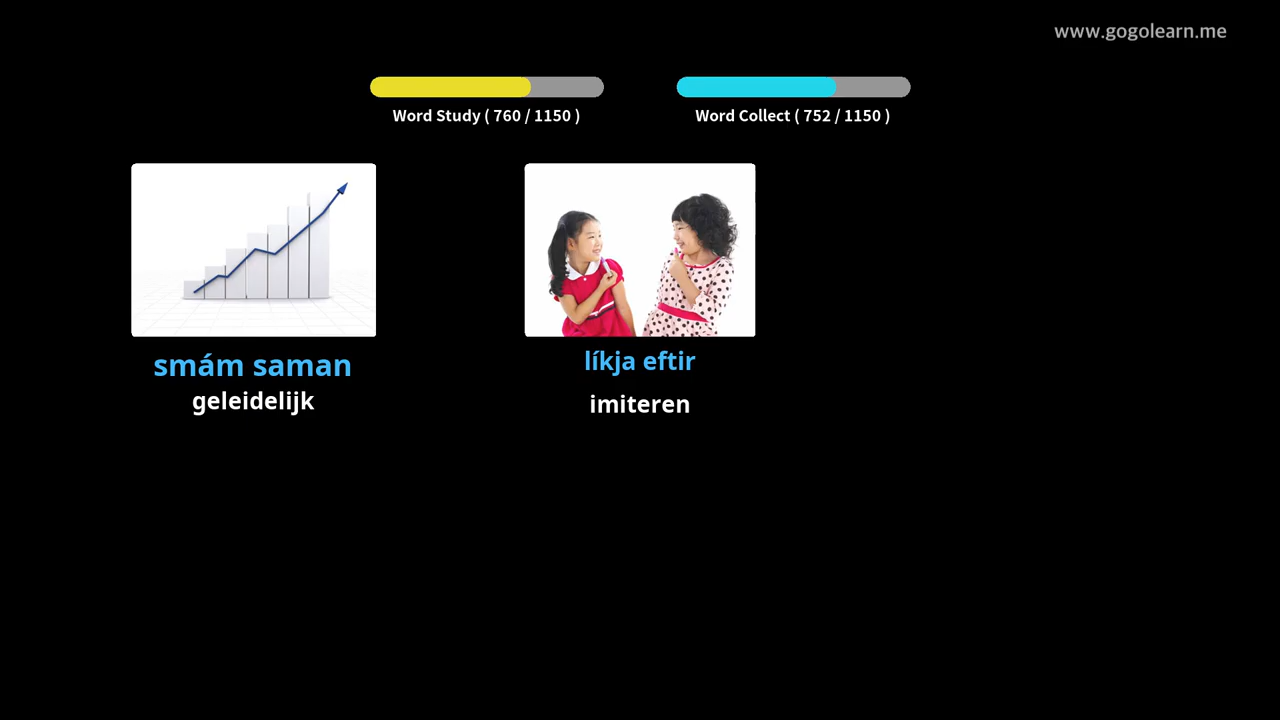 www.gogolearn.me
Word Study ( 760 / 1150 )
Word Collect ( 752 / 1150 )
smám saman
geleidelijk
líkja eftir
imiteren